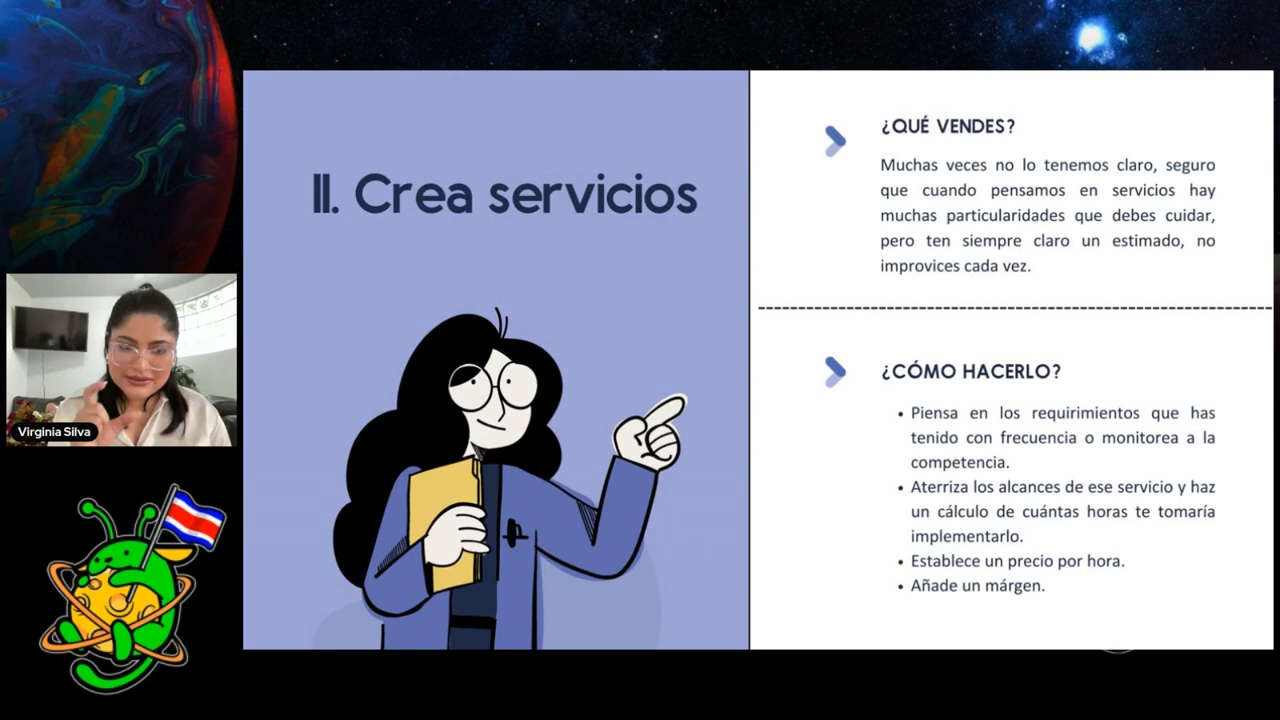 II. Crea servicios
¿QUÉ VENDES?
Muchas veces no lo tenemos claro, seguro
que cuando pensamos en servicios hay
muchas particularidades que debes cuidar,
pero ten siempre claro un estimado, no
improvices cada vez.
¿CÓMO HACERLO?
• Piensa en los requirimientos que has
tenido con frecuencia o monitorea a la
competencia.
• Aterriza los alcances de ese servicio y haz
un cálculo de cuántas horas te tomaría
implementarlo.
• Establece un precio por hora.
• Añade un márgen.
Virginia Silva